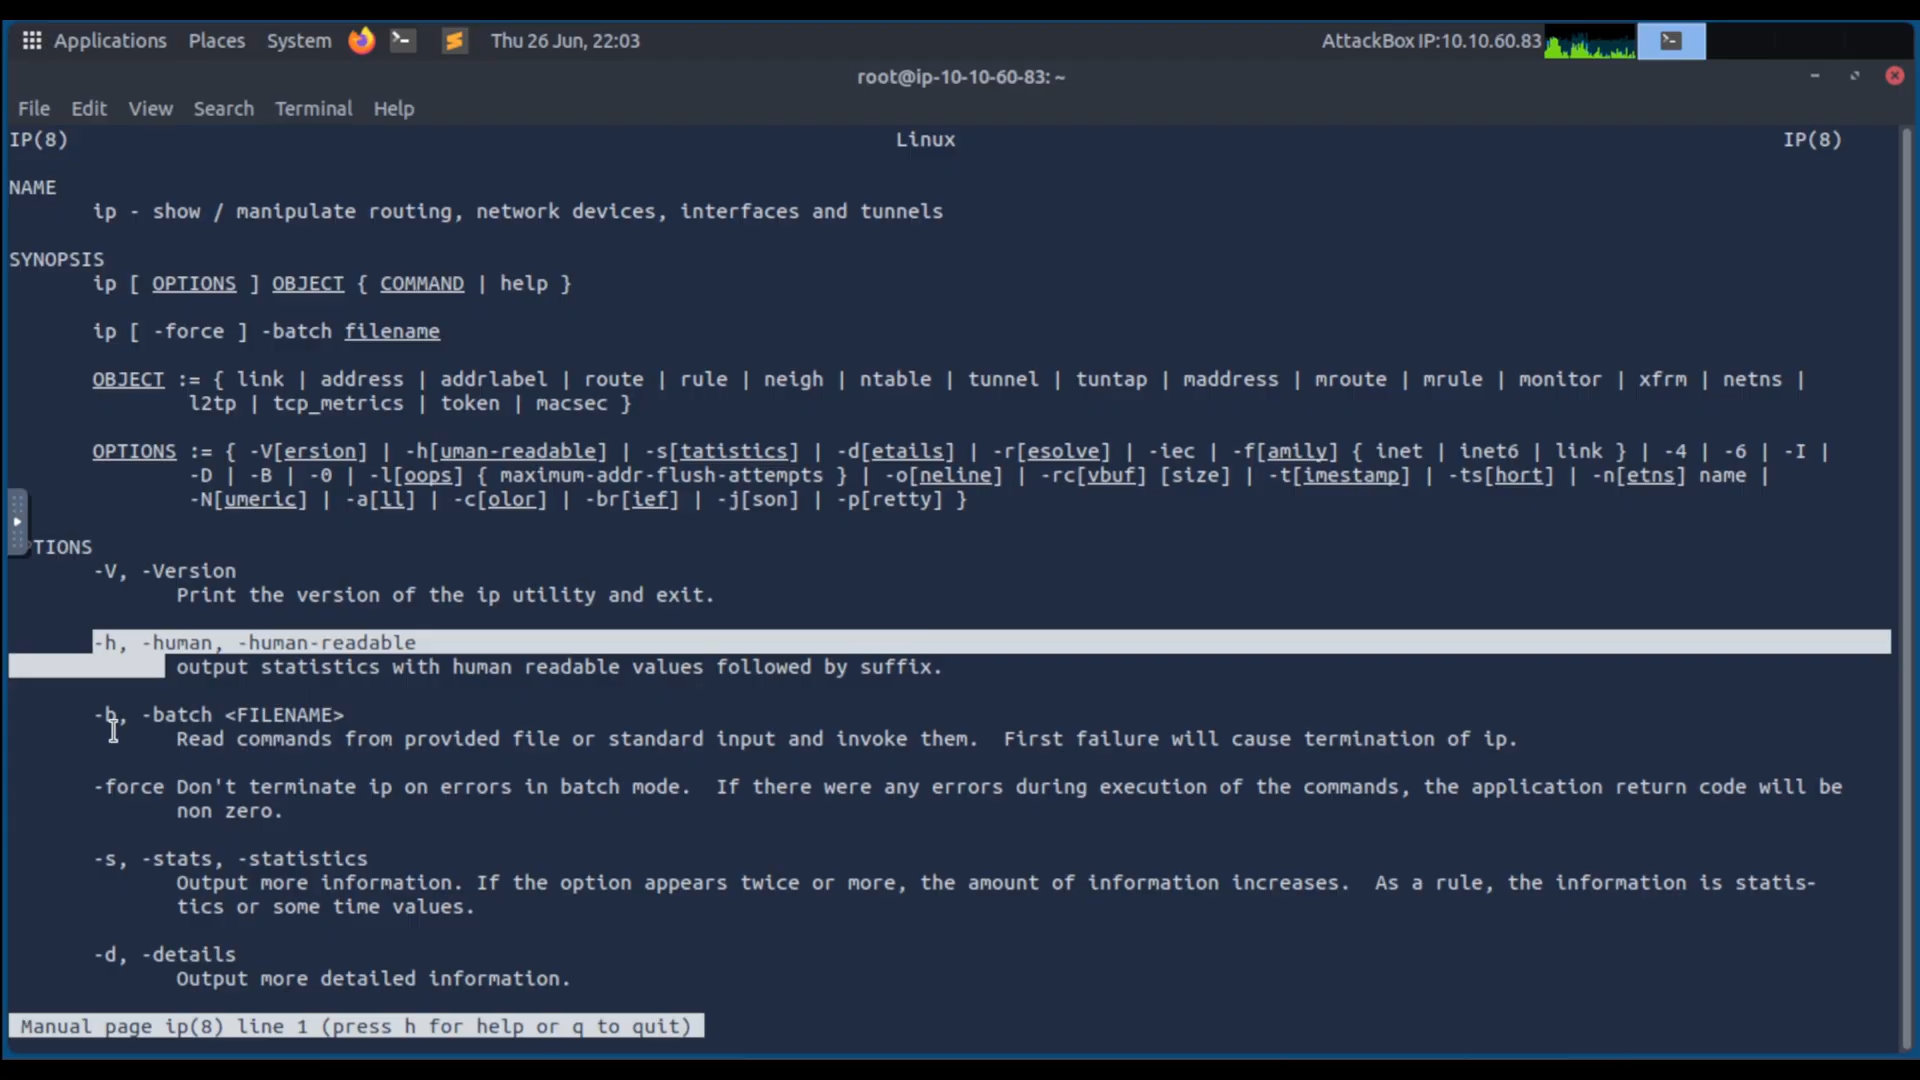 Applications Places System Thu 26 Jun, 22:03 AttackBox IP:10.10.60.83
root@ip-10-10-60-83: ~
File Edit View Search Terminal Help
IP(8) Linux IP(8)
NAME
ip - show / manipulate routing, network devices, interfaces and tunnels
SYNOPSIS
ip [ OPTIONS ] OBJECT { COMMAND | help }
ip [ -force ] -batch filename
OBJECT := { link | address | addrlabel | route | rule | neigh | ntable | tunnel | tuntap | maddress | mroute | mrule | monitor | xfrm | netns |
l2tp | tcp_metrics | token | macsec }
OPTIONS := { -V[ersion] | -h[uman-readable] | -s[tatistics] | -d[etails] | -r[esolve] | -iec | -f[amily] { inet | inet6 | link } | -4 | -6 | -I |
-D | -B | -0 | -l[oops] { maximum-addr-flush-attempts } | -o[neline] | -rc[vbuf] [size] | -t[imestamp] | -ts[hort] | -n[etns] name |
-N[umeric] | -a[ll] | -c[olor] | -br[ief] | -j[son] | -p[retty] }
TIONS
-V, -Version
Print the version of the ip utility and exit.
-h, -human, -human-readable
output statistics with human readable values followed by suffix.
-b, -batch <FILENAME>
Read commands from provided file or standard input and invoke them. First failure will cause termination of ip.
-force Don't terminate ip on errors in batch mode. If there were any errors during execution of the commands, the application return code will be
non zero.
-s, -stats, -statistics
Output more information. If the option appears twice or more, the amount of information increases. As a rule, the information is statis-
tics or some time values.
-d, -details
Output more detailed information.
Manual page ip(8) line 1 (press h for help or q to quit)